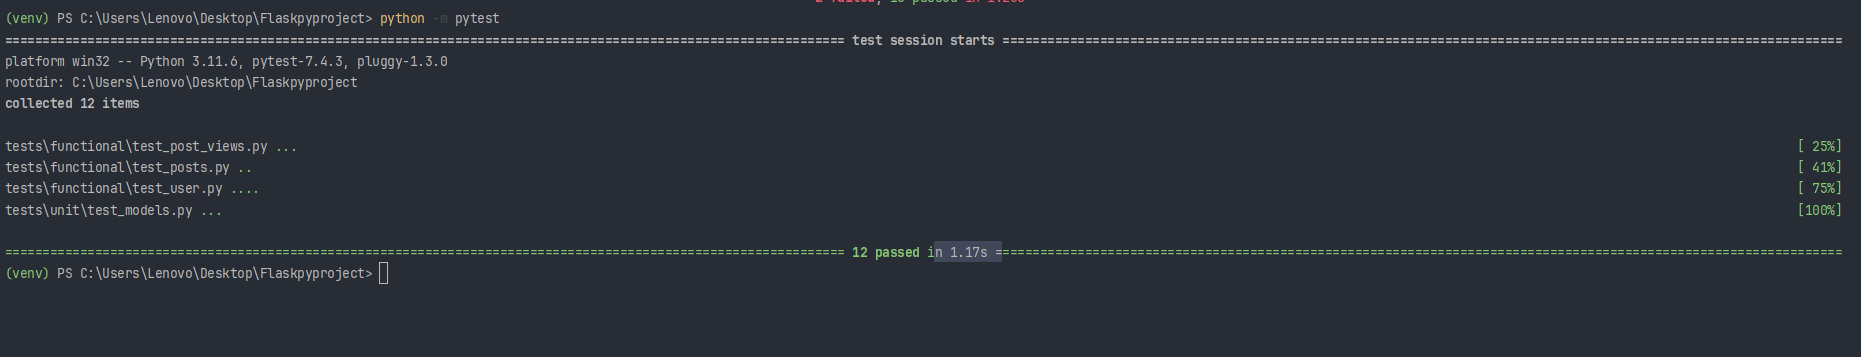 (venv) PS C:\Users\Lenovo\Desktop\Flaskpyproject> python -m pytest
================================================================================================================ test session starts ================================================================================================================
platform win32 -- Python 3.11.6, pytest-7.4.3, pluggy-1.3.0
rootdir: C:\Users\Lenovo\Desktop\Flaskpyproject
collected 12 items
tests\functional\test_post_views.py ... [ 25%]
tests\functional\test_posts.py .. [ 41%]
tests\functional\test_user.py .... [ 75%]
tests\unit\test_models.py ... [100%]
================================================================================================================ 12 passed in 1.17s =================================================================================================================
(venv) PS C:\Users\Lenovo\Desktop\Flaskpyproject>